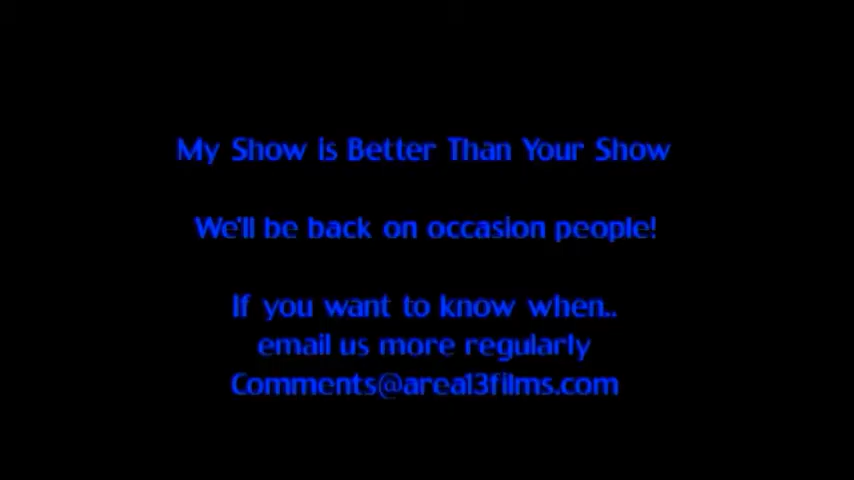 My Show is Better Than Your Show
We'll be back on occasion people!
If you want to know when..
email us more regularly
Comments@area13films.com